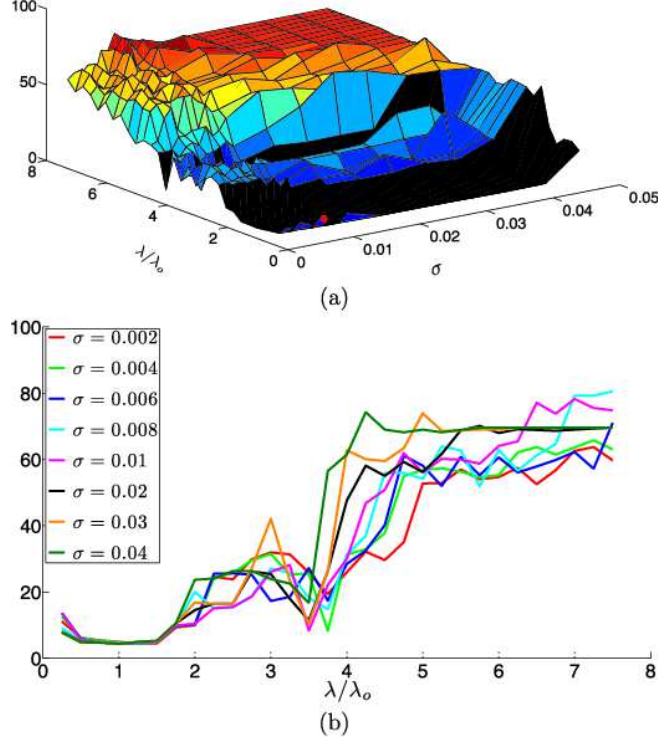 100
50
0
8
6
4
2
0
λ/λₒ
0
0.01
0.02
0.03
0.04
0.05
σ
(a)
100
80
60
40
20
0
σ = 0.002
σ = 0.004
σ = 0.006
σ = 0.008
σ = 0.01
σ = 0.02
σ = 0.03
σ = 0.04
0 1 2 3 4 5 6 7 8
λ/λₒ
(b)